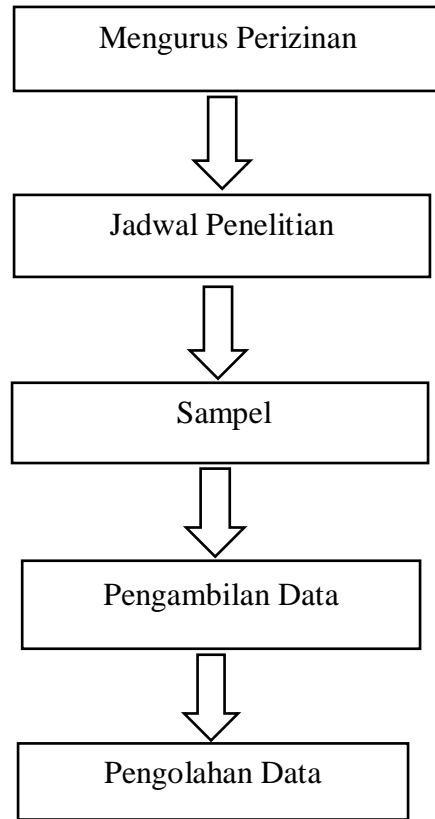 Mengurus Perizinan
Jadwal Penelitian
Sampel
Pengambilan Data
Pengolahan Data